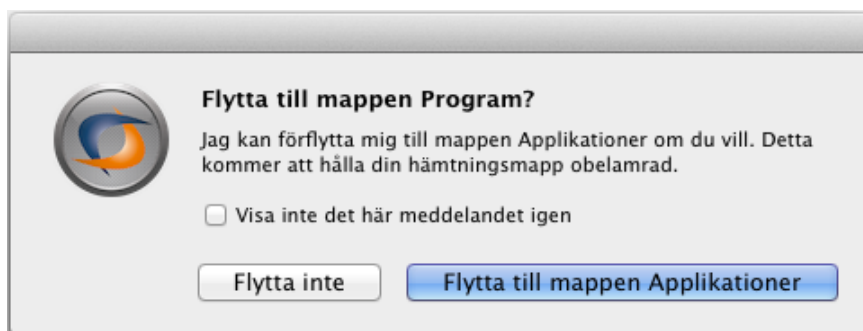 Flytta till mappen Program?
Jag kan förflytta mig till mappen Applikationer om du vill. Detta
kommer att hålla din hämtningsmapp obelamrad.
Visa inte det här meddelandet igen
Flytta inte
Flytta till mappen Applikationer